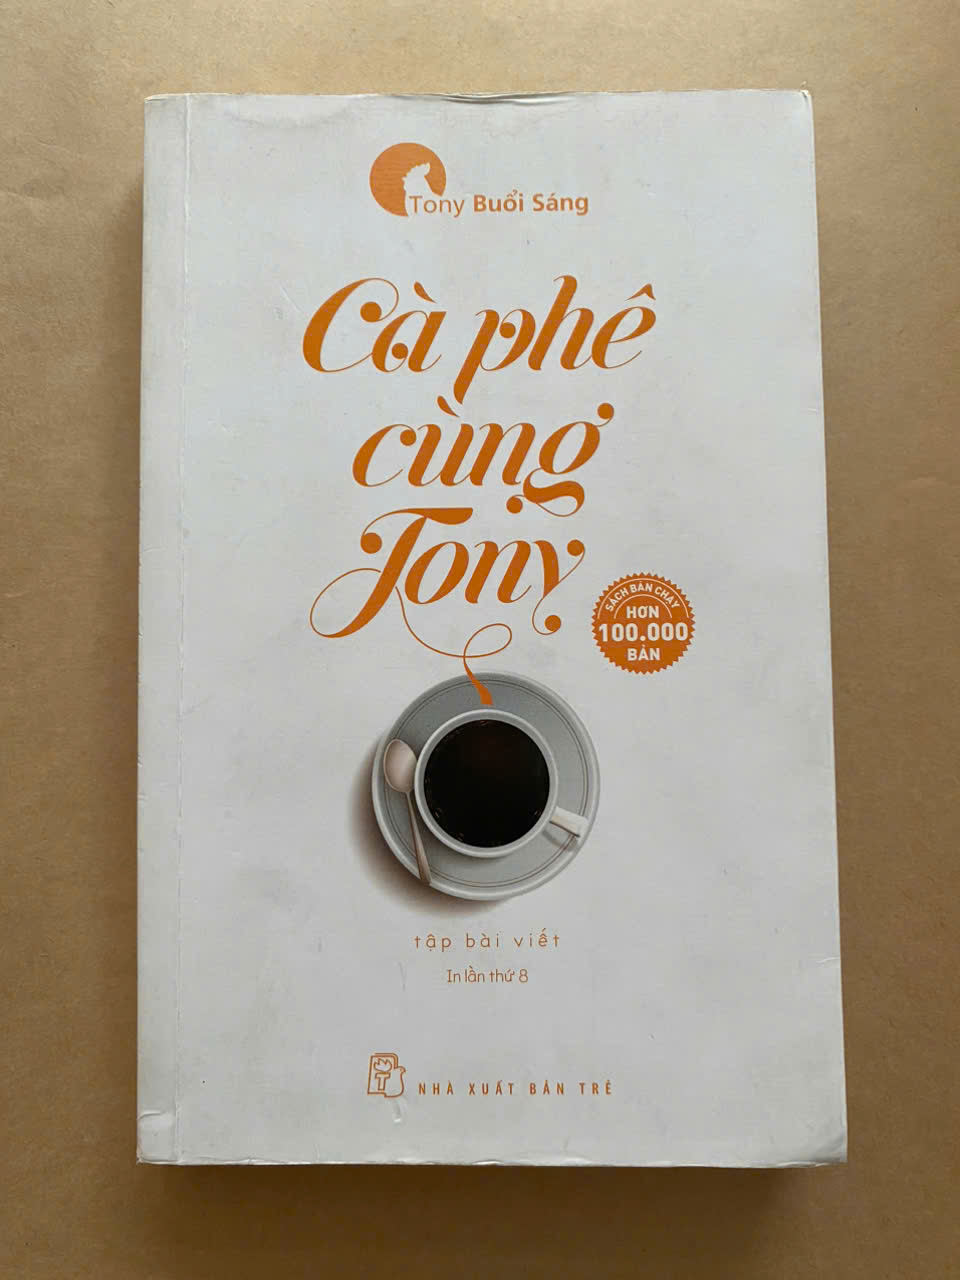 Tony Buổi Sáng
Cà phê
cùng
Tony
SÁCH BÁN CHẠY
HƠN
100.000
BẢN
tập bài viết
In lần thứ 8
NHÀ XUẤT BẢN TRẺ